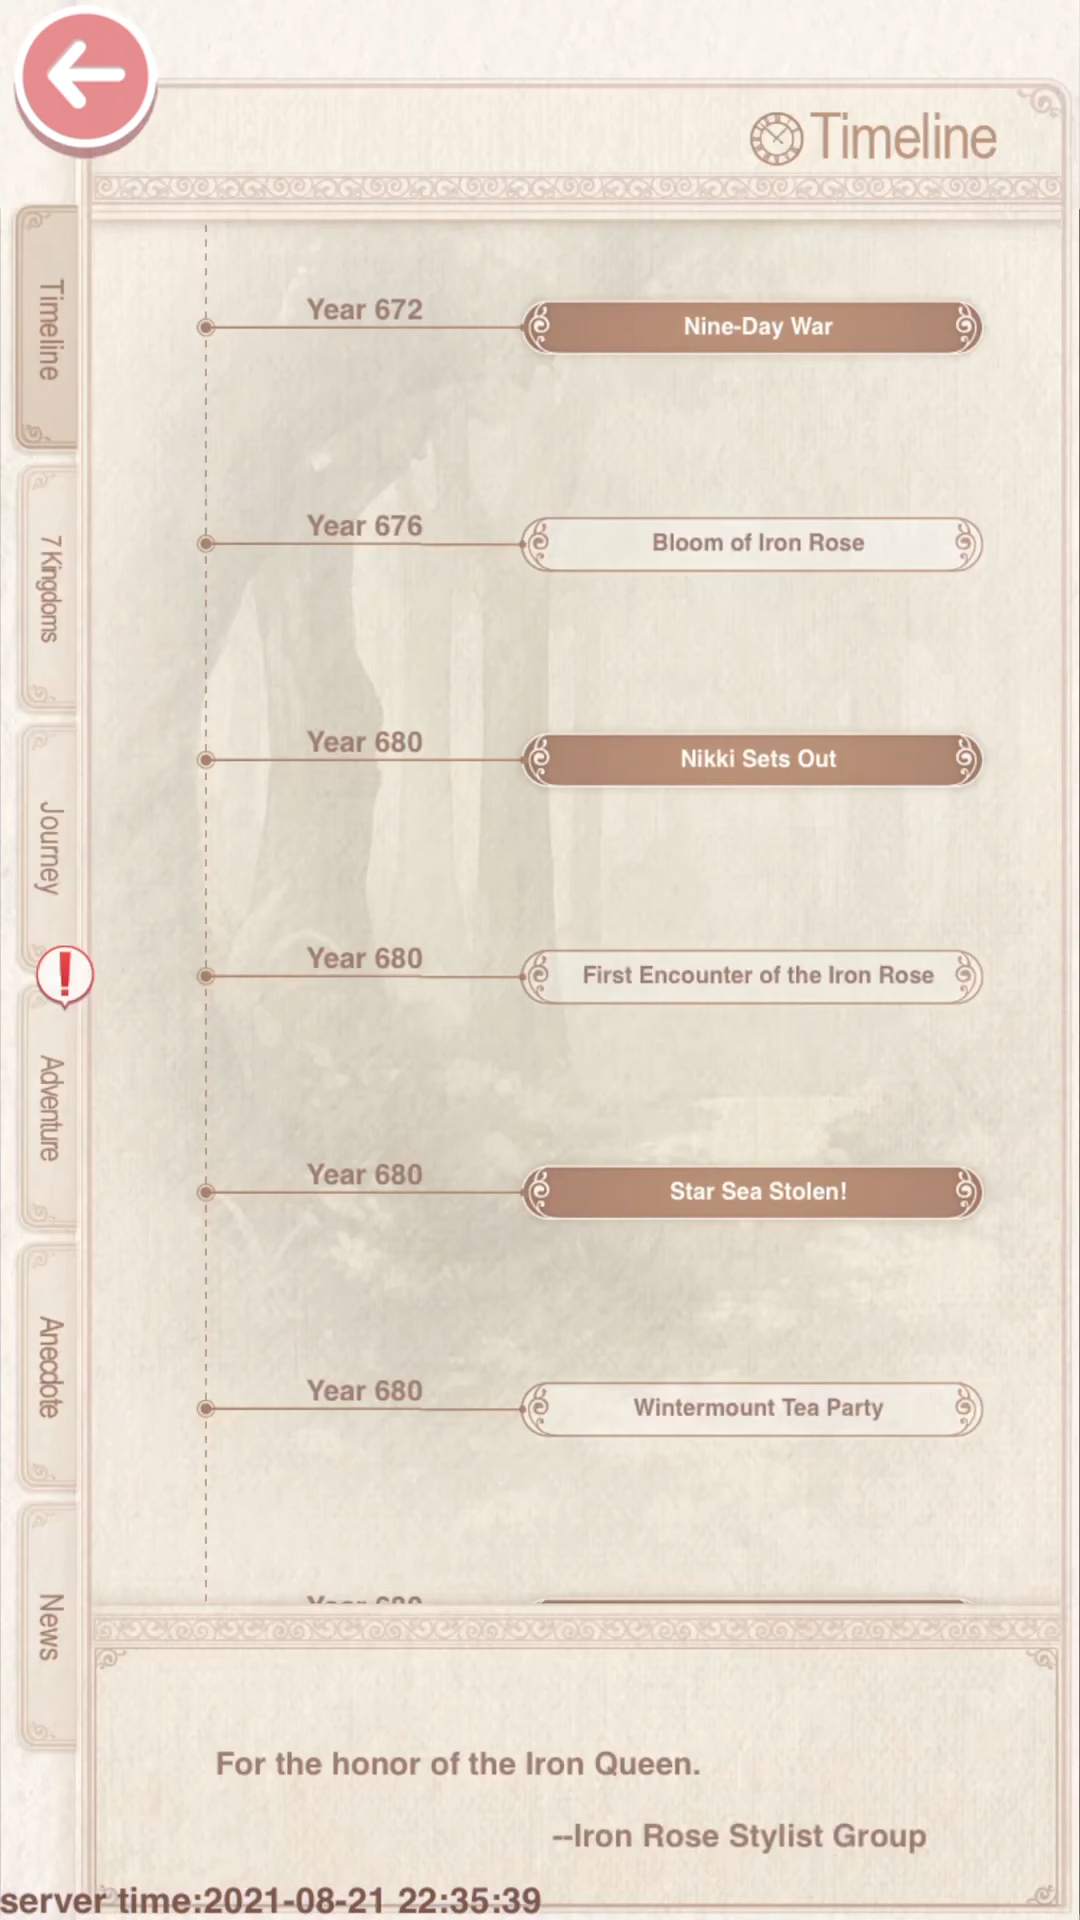 Timeline
Timeline
7 Kingdoms
Journey
Adventure
Anecdote
News
Year 672
Nine-Day War
Year 676
Bloom of Iron Rose
Year 680
Nikki Sets Out
Year 680
First Encounter of the Iron Rose
Year 680
Star Sea Stolen!
Year 680
Wintermount Tea Party
Year 680
For the honor of the Iron Queen.
--Iron Rose Stylist Group
server time:2021-08-21 22:35:39